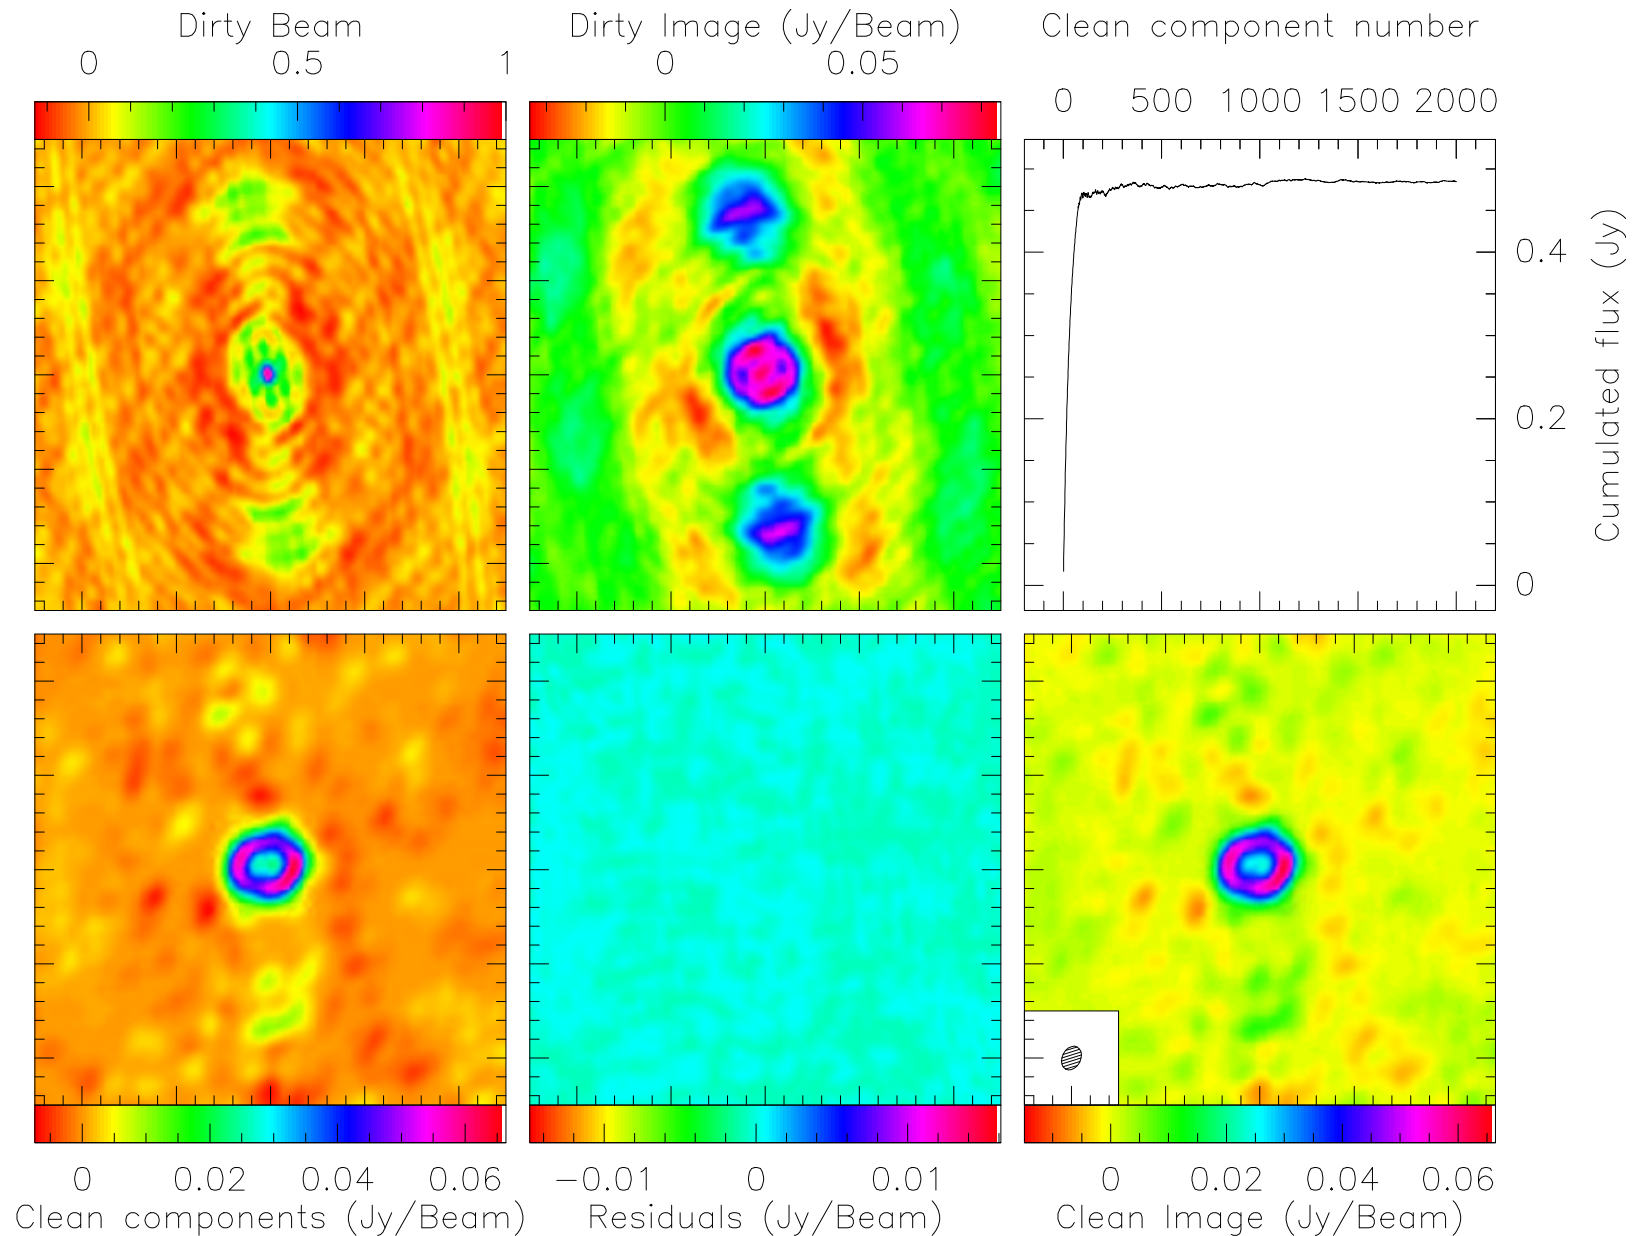 Dirty Beam
0 0.5 1
Dirty Image (Jy/Beam)
0 0.05
Clean component number
0 500 1000 1500 2000
0.4
0.2
0
Cumulated flux (Jy)
0 0.02 0.04 0.06
Clean components (Jy/Beam)
−0.01 0 0.01
Residuals (Jy/Beam)
0 0.02 0.04 0.06
Clean Image (Jy/Beam)